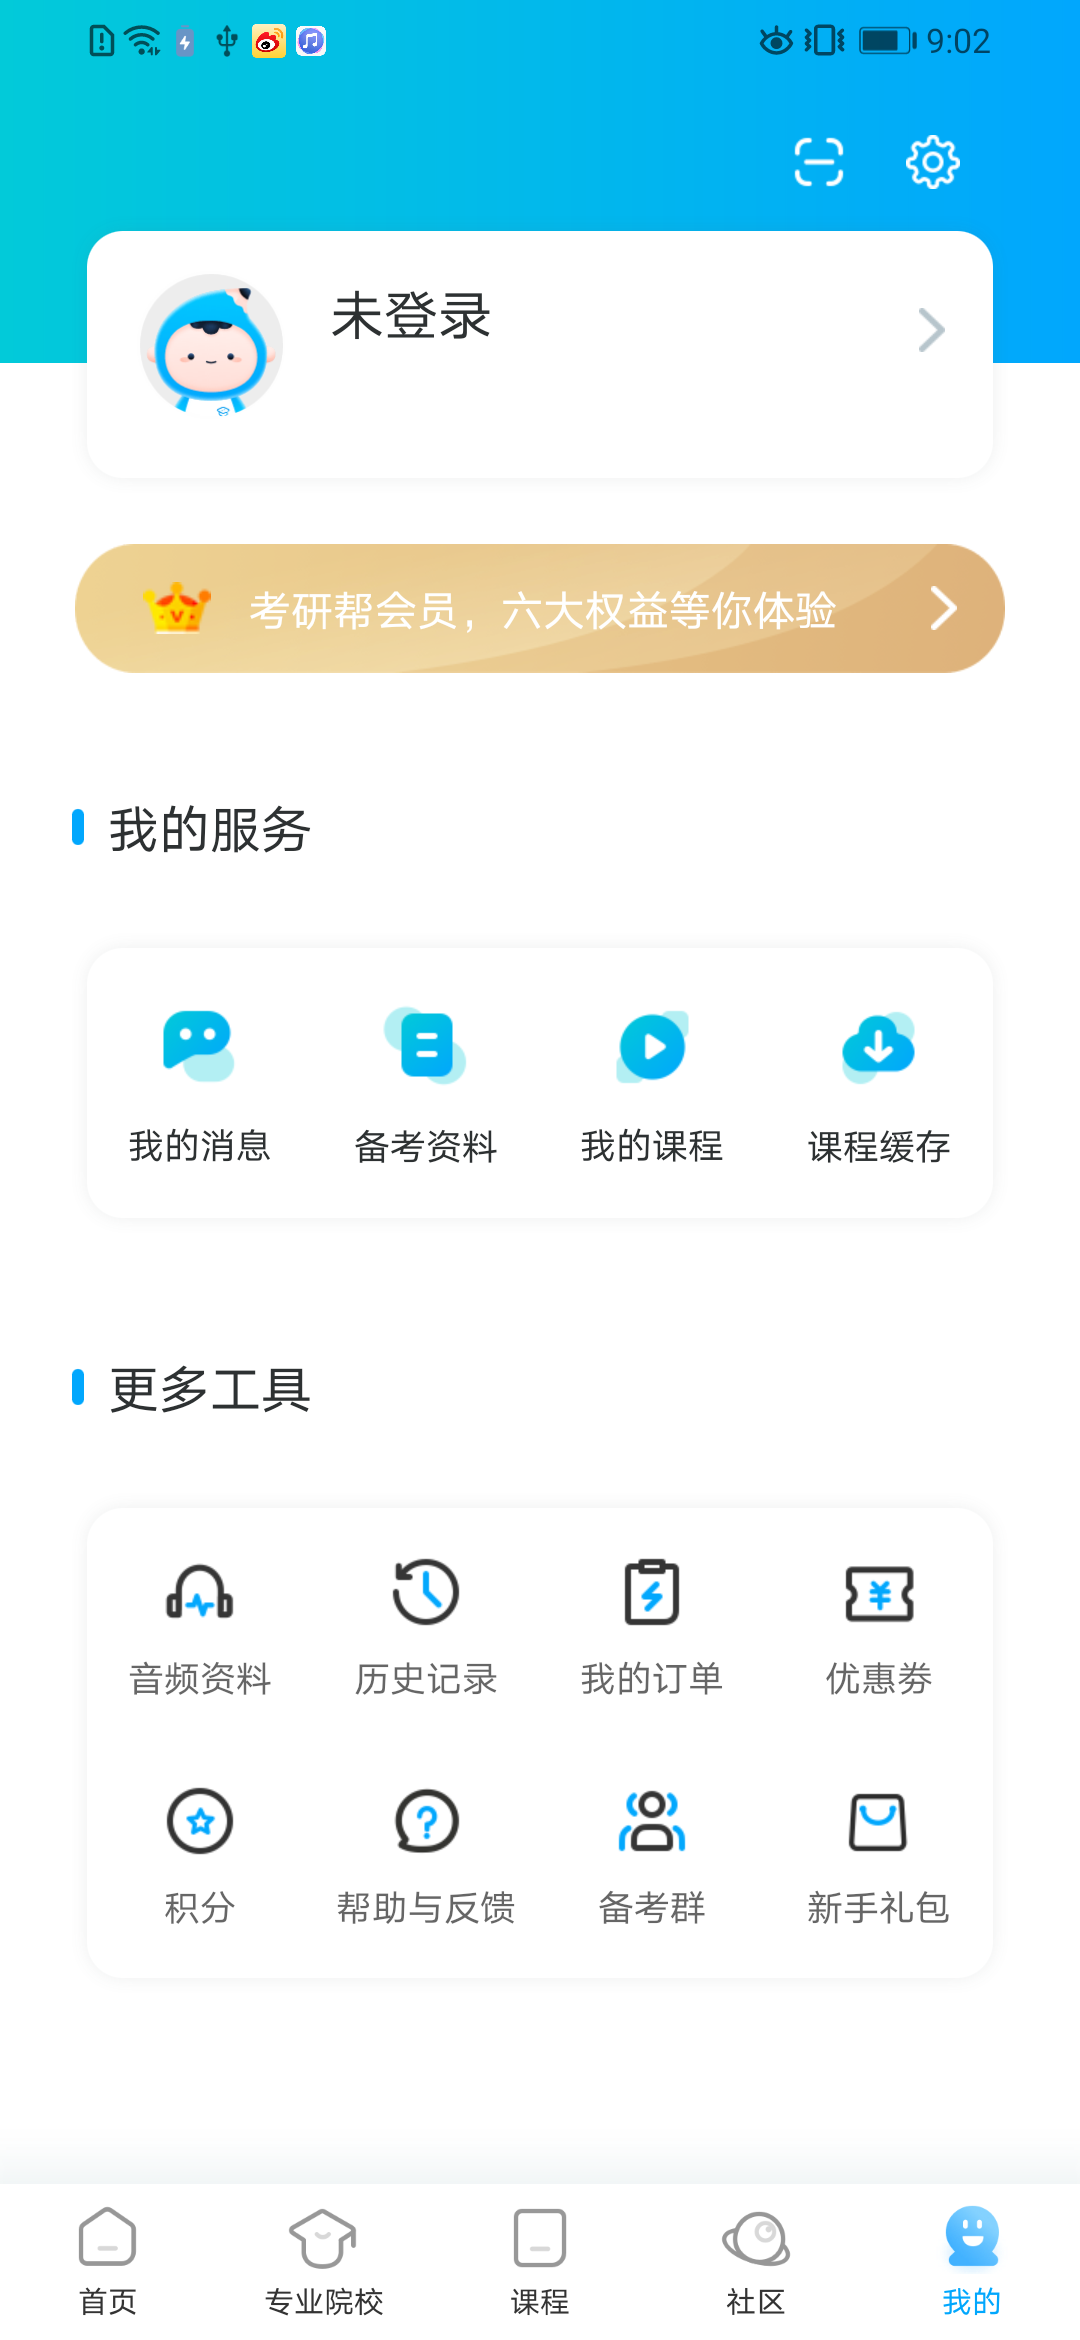 9:02
未登录
考研帮会员，六大权益等你体验
我的服务
我的消息 备考资料 我的课程 课程缓存
更多工具
音频资料 历史记录 我的订单 优惠劵
积分 帮助与反馈 备考群 新手礼包
首页 专业院校 课程 社区 我的